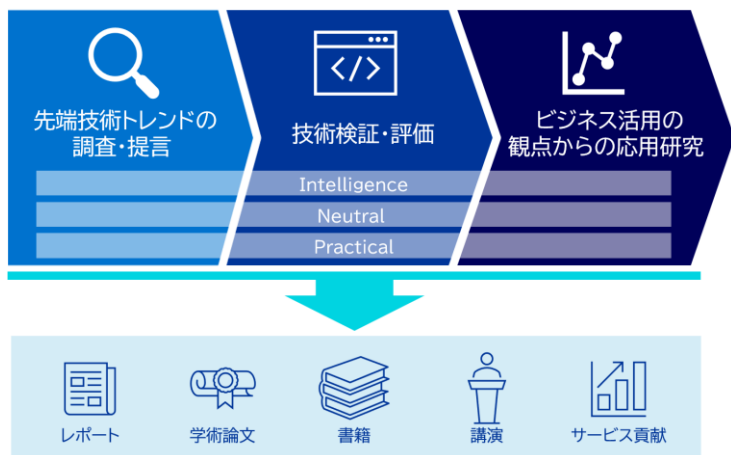 先端技術トレンドの
調査・提言
</>
技術検証・評価
ビジネス活用の
観点からの応用研究
Intelligence
Neutral
Practical
レポート
学術論文
書籍
講演
サービス貢献